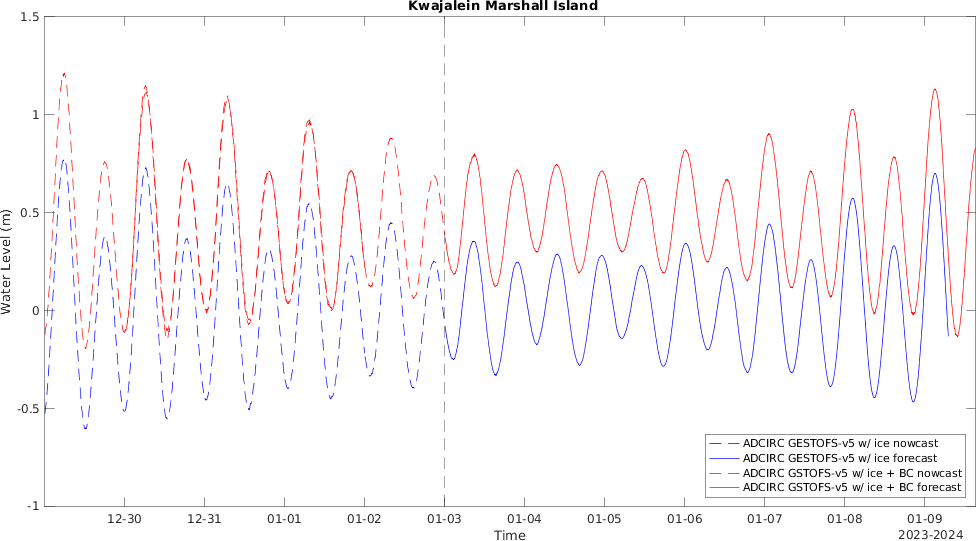 Kwajalein Marshall Island
1.5
1
0.5
0
-0.5
-1
Water Level (m)
12-30
12-31
01-01
01-02
01-03
01-04
01-05
01-06
01-07
01-08
01-09
Time
2023-2024
ADCIRC GESTOFS-v5 w/ ice nowcast
ADCIRC GESTOFS-v5 w/ ice forecast
ADCIRC GSTOFS-v5 w/ ice + BC nowcast
ADCIRC GSTOFS-v5 w/ ice + BC forecast